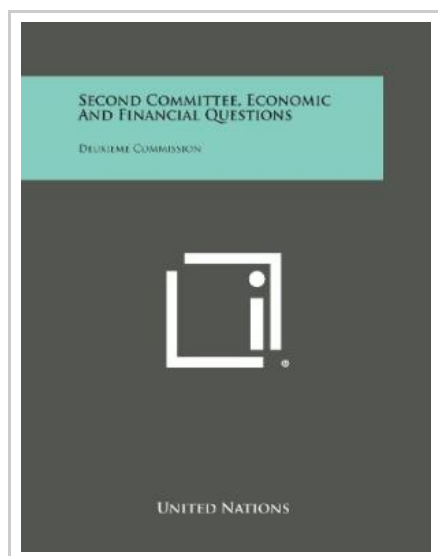 SECOND COMMITTEE, ECONOMIC
AND FINANCIAL QUESTIONS
DEUXIEME COMMISSION
®
UNITED NATIONS